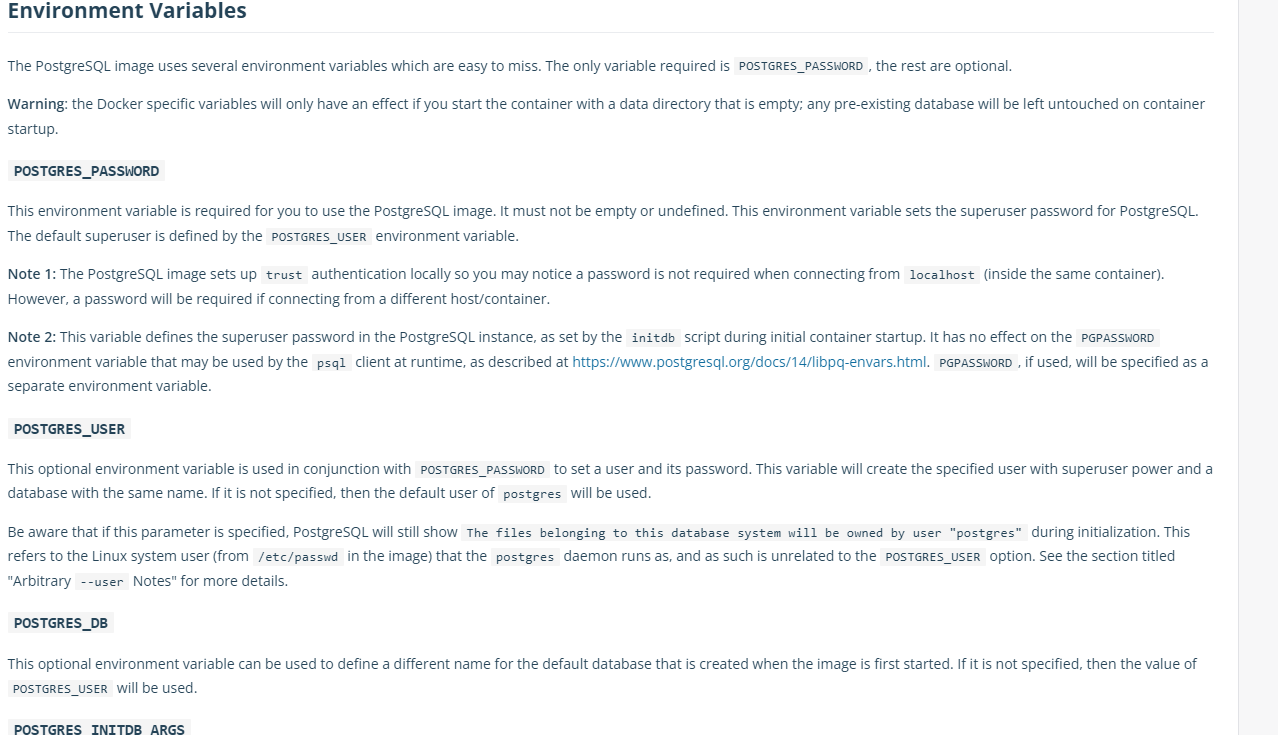 Environment Variables
The PostgreSQL image uses several environment variables which are easy to miss. The only variable required is POSTGRES_PASSWORD , the rest are optional.
Warning: the Docker specific variables will only have an effect if you start the container with a data directory that is empty; any pre-existing database will be left untouched on container
startup.
POSTGRES_PASSWORD
This environment variable is required for you to use the PostgreSQL image. It must not be empty or undefined. This environment variable sets the superuser password for PostgreSQL.
The default superuser is defined by the POSTGRES_USER environment variable.
Note 1: The PostgreSQL image sets up trust authentication locally so you may notice a password is not required when connecting from localhost (inside the same container).
However, a password will be required if connecting from a different host/container.
Note 2: This variable defines the superuser password in the PostgreSQL instance, as set by the initdb script during initial container startup. It has no effect on the PGPASSWORD
environment variable that may be used by the psql client at runtime, as described at https://www.postgresql.org/docs/14/libpq-envars.html. PGPASSWORD , if used, will be specified as a
separate environment variable.
POSTGRES_USER
This optional environment variable is used in conjunction with POSTGRES_PASSWORD to set a user and its password. This variable will create the specified user with superuser power and a
database with the same name. If it is not specified, then the default user of postgres will be used.
Be aware that if this parameter is specified, PostgreSQL will still show The files belonging to this database system will be owned by user "postgres" during initialization. This
refers to the Linux system user (from /etc/passwd in the image) that the postgres daemon runs as, and as such is unrelated to the POSTGRES_USER option. See the section titled
"Arbitrary --user Notes" for more details.
POSTGRES_DB
This optional environment variable can be used to define a different name for the default database that is created when the image is first started. If it is not specified, then the value of
POSTGRES_USER will be used.
POSTGRES_INITDB_ARGS